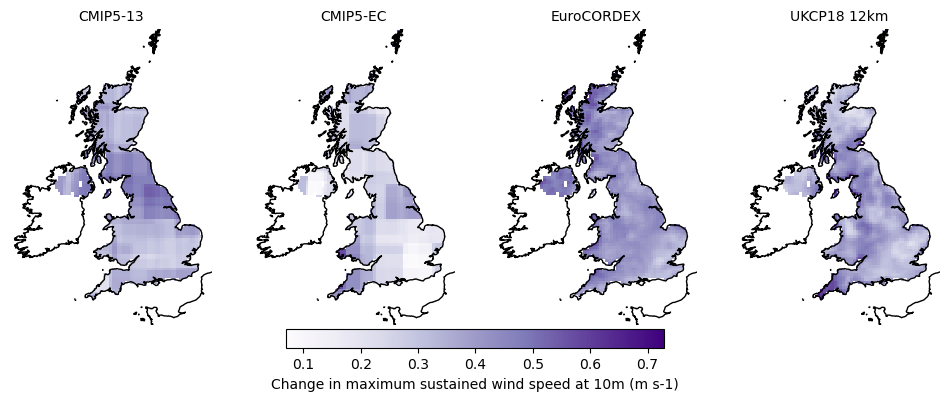 CMIP5-13
CMIP5-EC
EuroCORDEX
UKCP18 12km
0.1 0.2 0.3 0.4 0.5 0.6 0.7
Change in maximum sustained wind speed at 10m (m s-1)